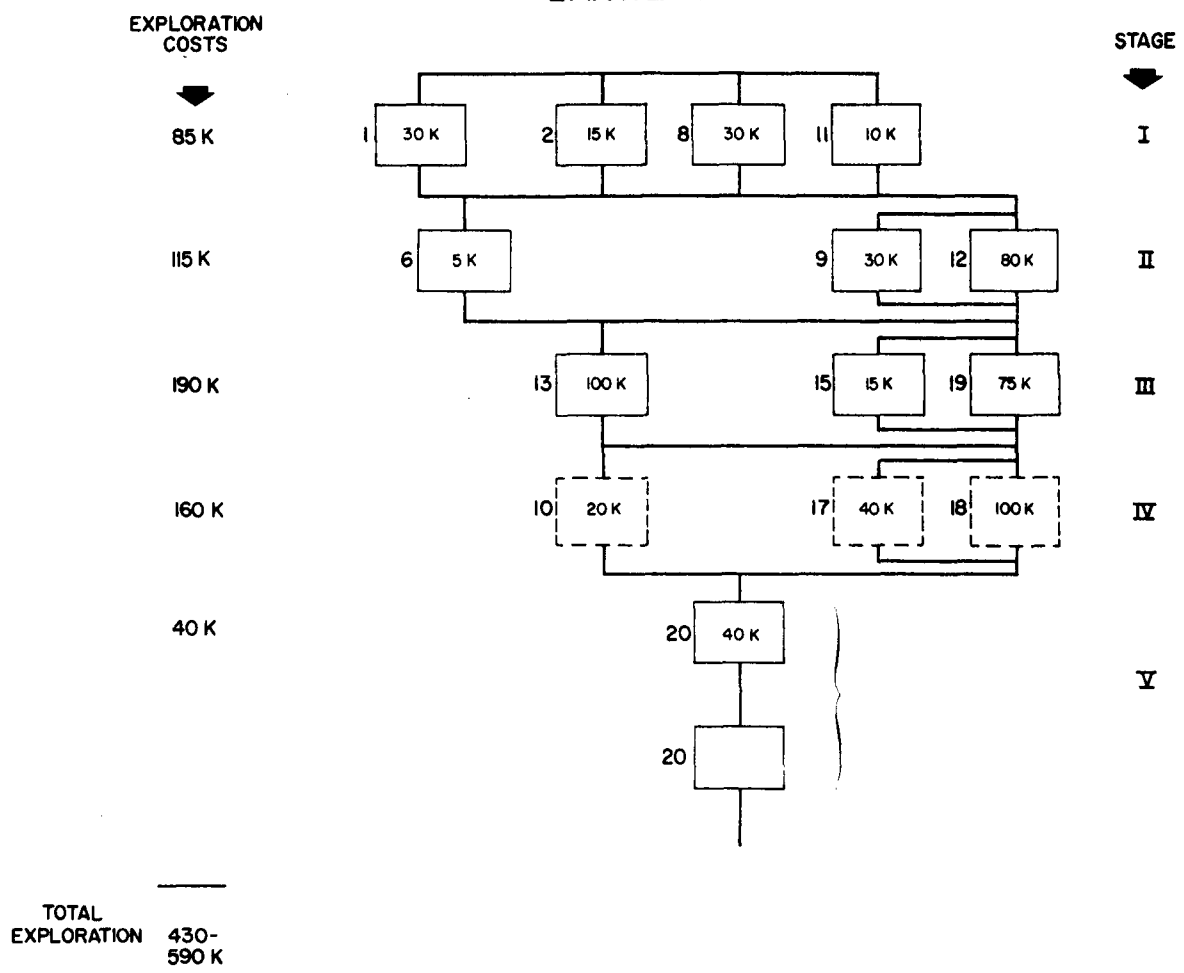 EXPLORATION
COSTS
STAGE
85 K
1
30 K
2
15 K
8
30 K
11
10 K
I
115 K
6
5 K
9
30 K
12
80 K
II
190 K
13
100 K
15
15 K
19
75 K
III
160 K
10
20 K
17
40 K
18
100 K
IV
40 K
20
40 K
V
20
TOTAL
EXPLORATION
430-
590 K